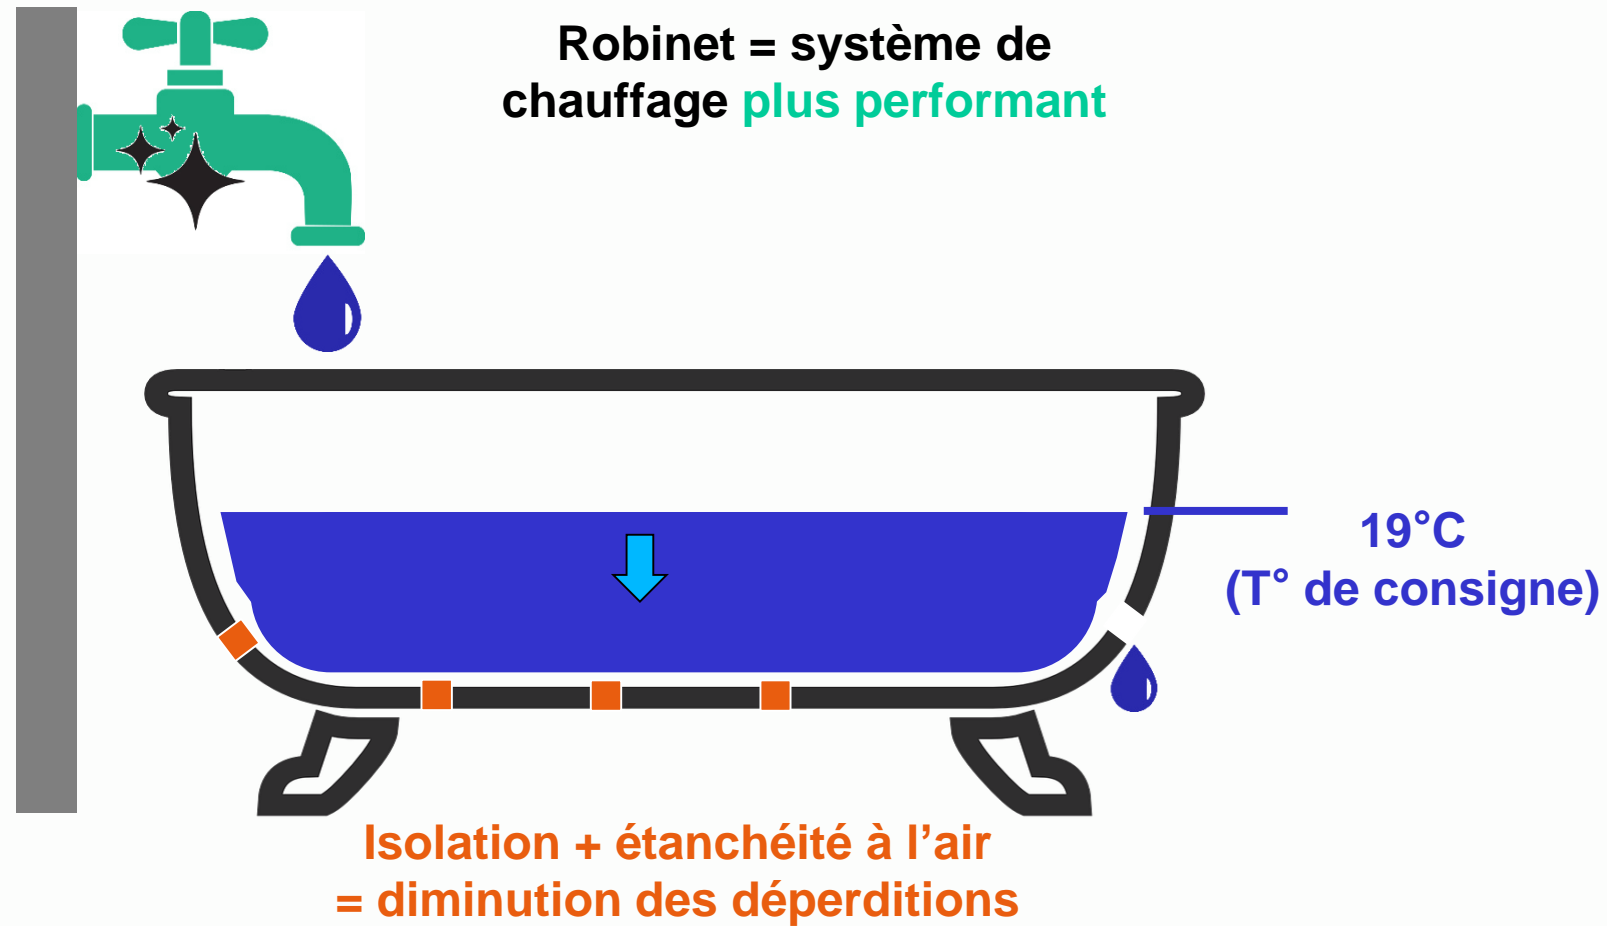 Robinet = système de
chauffage plus performant
19°C
(T° de consigne)
Isolation + étanchéité à l’air
= diminution des déperditions